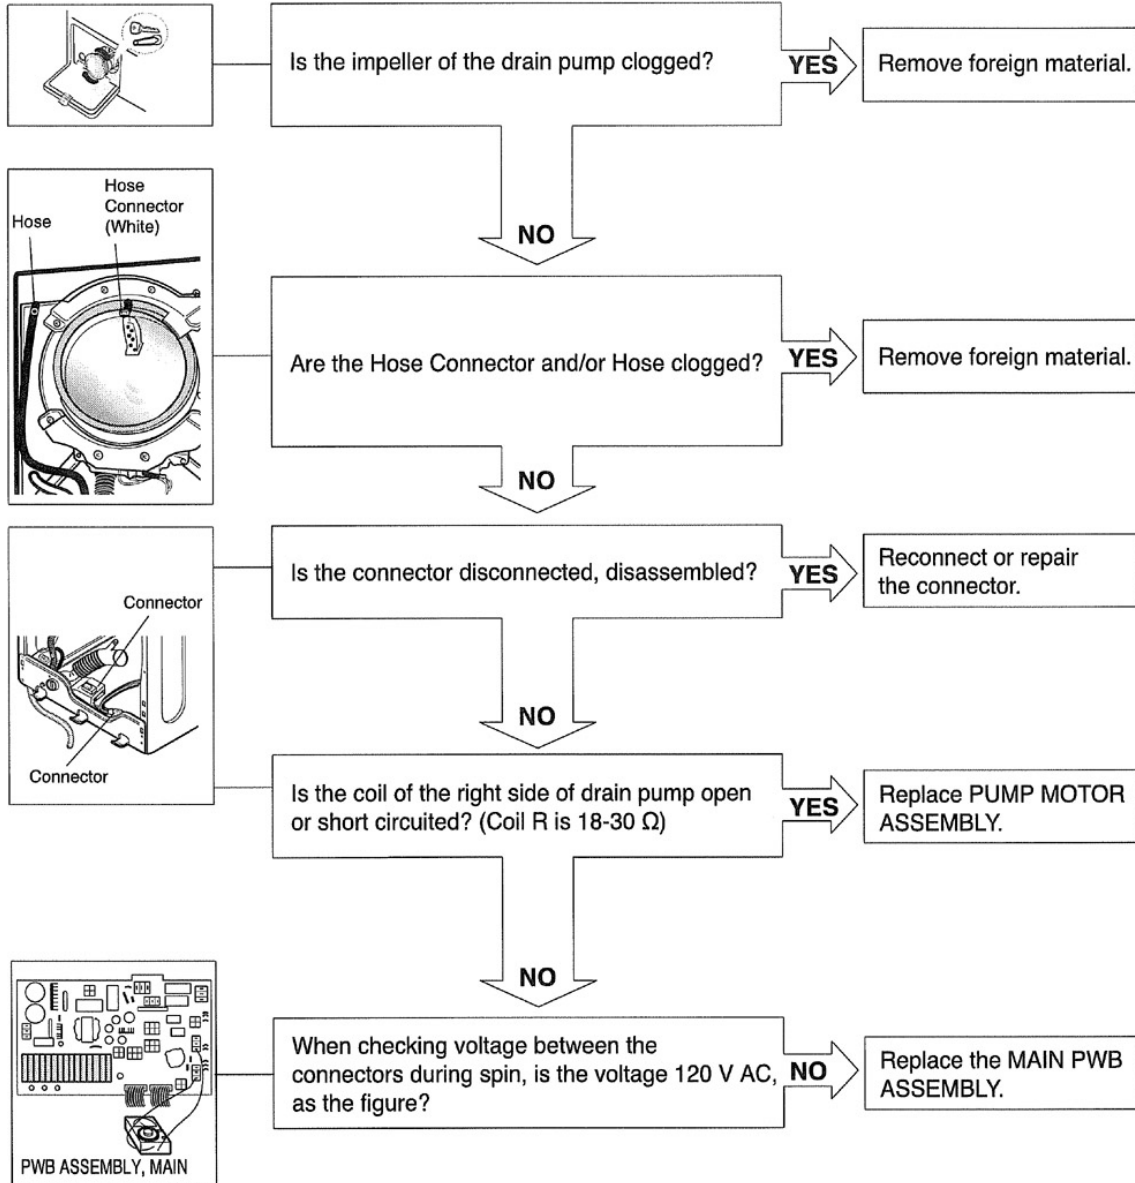 Is the impeller of the drain pump clogged?
YES
Remove foreign material.
NO
Hose
Connector
(White)
Hose
Are the Hose Connector and/or Hose clogged?
YES
Remove foreign material.
NO
Is the connector disconnected, disassembled?
YES
Reconnect or repair
the connector.
Connector
Connector
NO
Is the coil of the right side of drain pump open
or short circuited? (Coil R is 18-30 Ω)
YES
Replace PUMP MOTOR
ASSEMBLY.
NO
When checking voltage between the
connectors during spin, is the voltage 120 V AC,
as the figure?
NO
Replace the MAIN PWB
ASSEMBLY.
PWB ASSEMBLY, MAIN